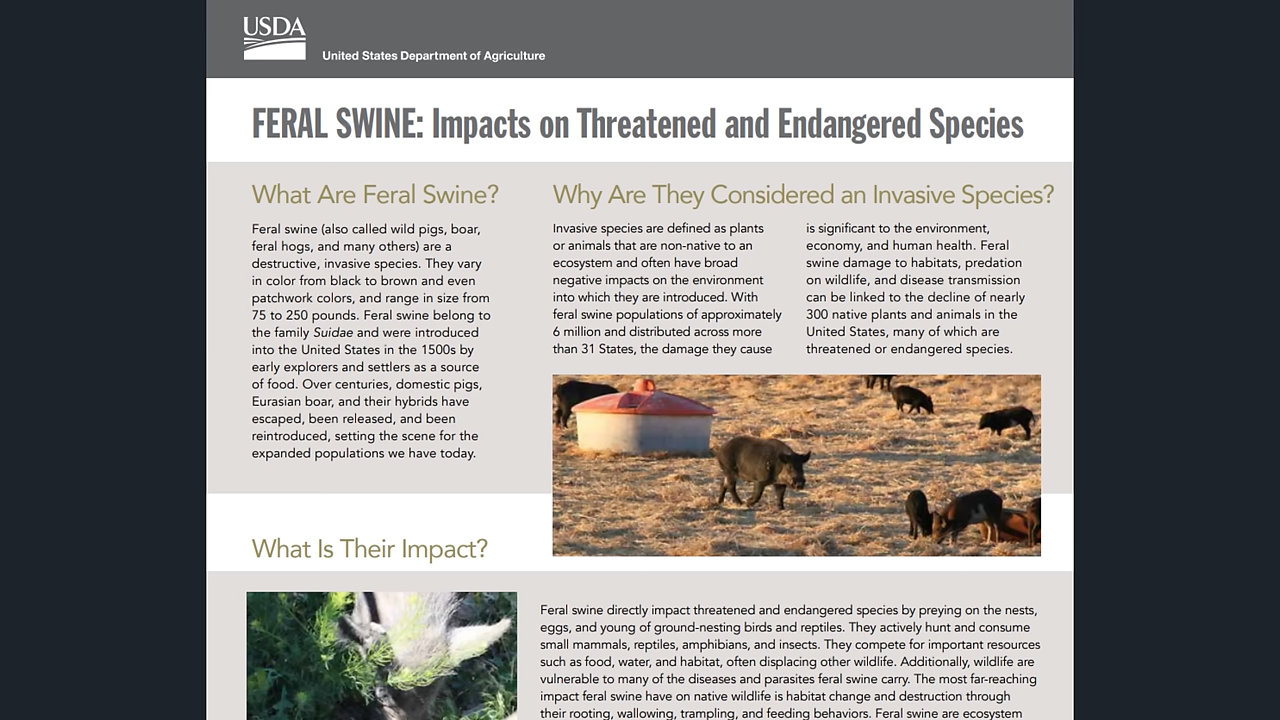 USDA
United States Department of Agriculture
FERAL SWINE: Impacts on Threatened and Endangered Species
What Are Feral Swine?
Feral swine (also called wild pigs, boar,
feral hogs, and many others) are a
destructive, invasive species. They vary
in color from black to brown and even
patchwork colors, and range in size from
75 to 250 pounds. Feral swine belong to
the family Suidae and were introduced
into the United States in the 1500s by
early explorers and settlers as a source
of food. Over centuries, domestic pigs,
Eurasian boar, and their hybrids have
escaped, been released, and been
reintroduced, setting the scene for the
expanded populations we have today.
Why Are They Considered an Invasive Species?
Invasive species are defined as plants
or animals that are non-native to an
ecosystem and often have broad
negative impacts on the environment
into which they are introduced. With
feral swine populations of approximately
6 million and distributed across more
than 31 States, the damage they cause
is significant to the environment,
economy, and human health. Feral
swine damage to habitats, predation
on wildlife, and disease transmission
can be linked to the decline of nearly
300 native plants and animals in the
United States, many of which are
threatened or endangered species.
What Is Their Impact?
Feral swine directly impact threatened and endangered species by preying on the nests,
eggs, and young of ground-nesting birds and reptiles. They actively hunt and consume
small mammals, reptiles, amphibians, and insects. They compete for important resources
such as food, water, and habitat, often displacing other wildlife. Additionally, wildlife are
vulnerable to many of the diseases and parasites feral swine carry. The most far-reaching
impact feral swine have on native wildlife is habitat change and destruction through
their rooting, wallowing, trampling, and feeding behaviors. Feral swine are ecosystem